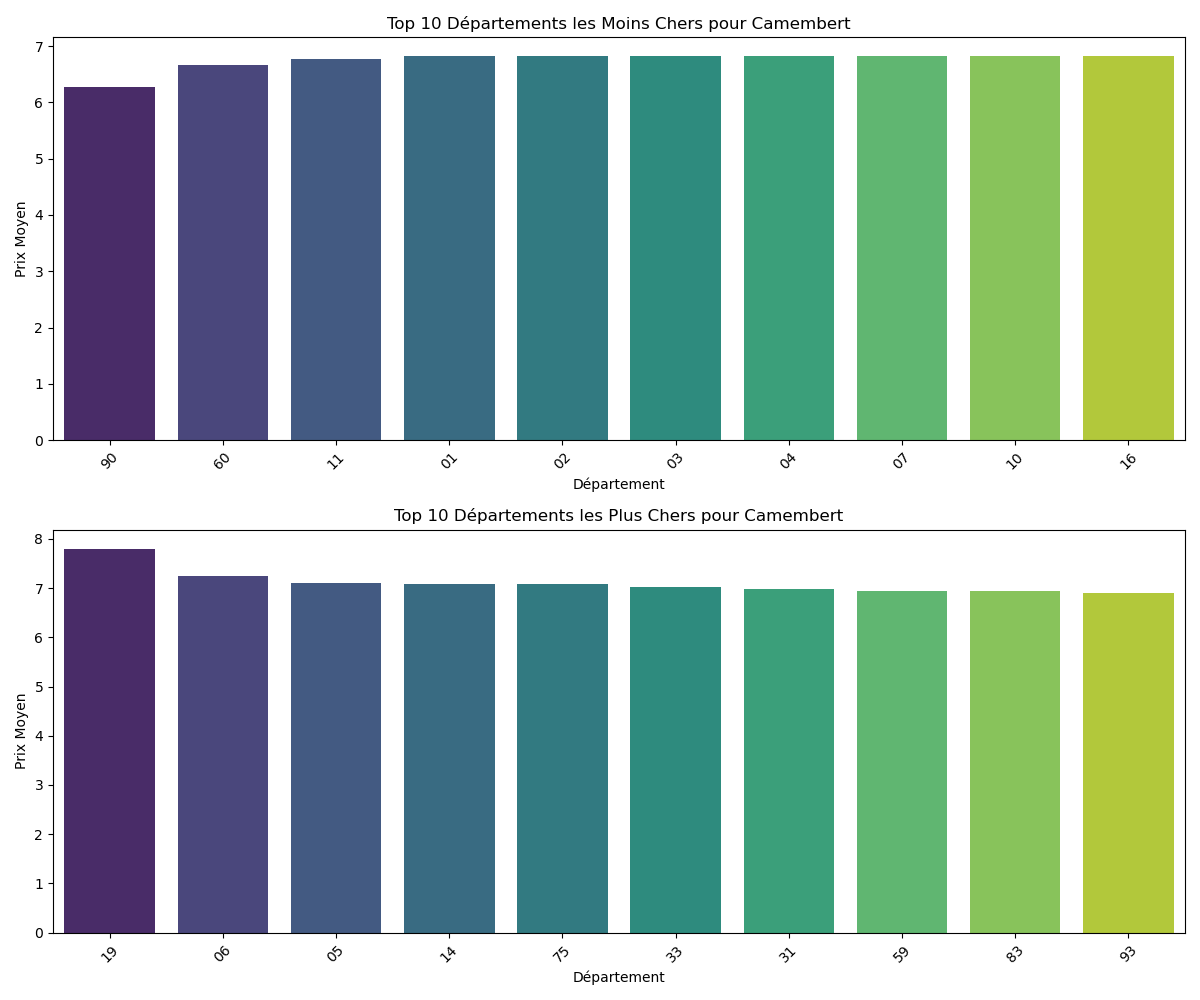 Top 10 Départements les Moins Chers pour Camembert
7
6
5
4
3
2
1
0
Prix Moyen
90 60 11 01 02 03 04 07 10 16
Département
Top 10 Départements les Plus Chers pour Camembert
8
7
6
5
4
3
2
1
0
Prix Moyen
19 06 05 14 75 33 31 59 83 93
Département